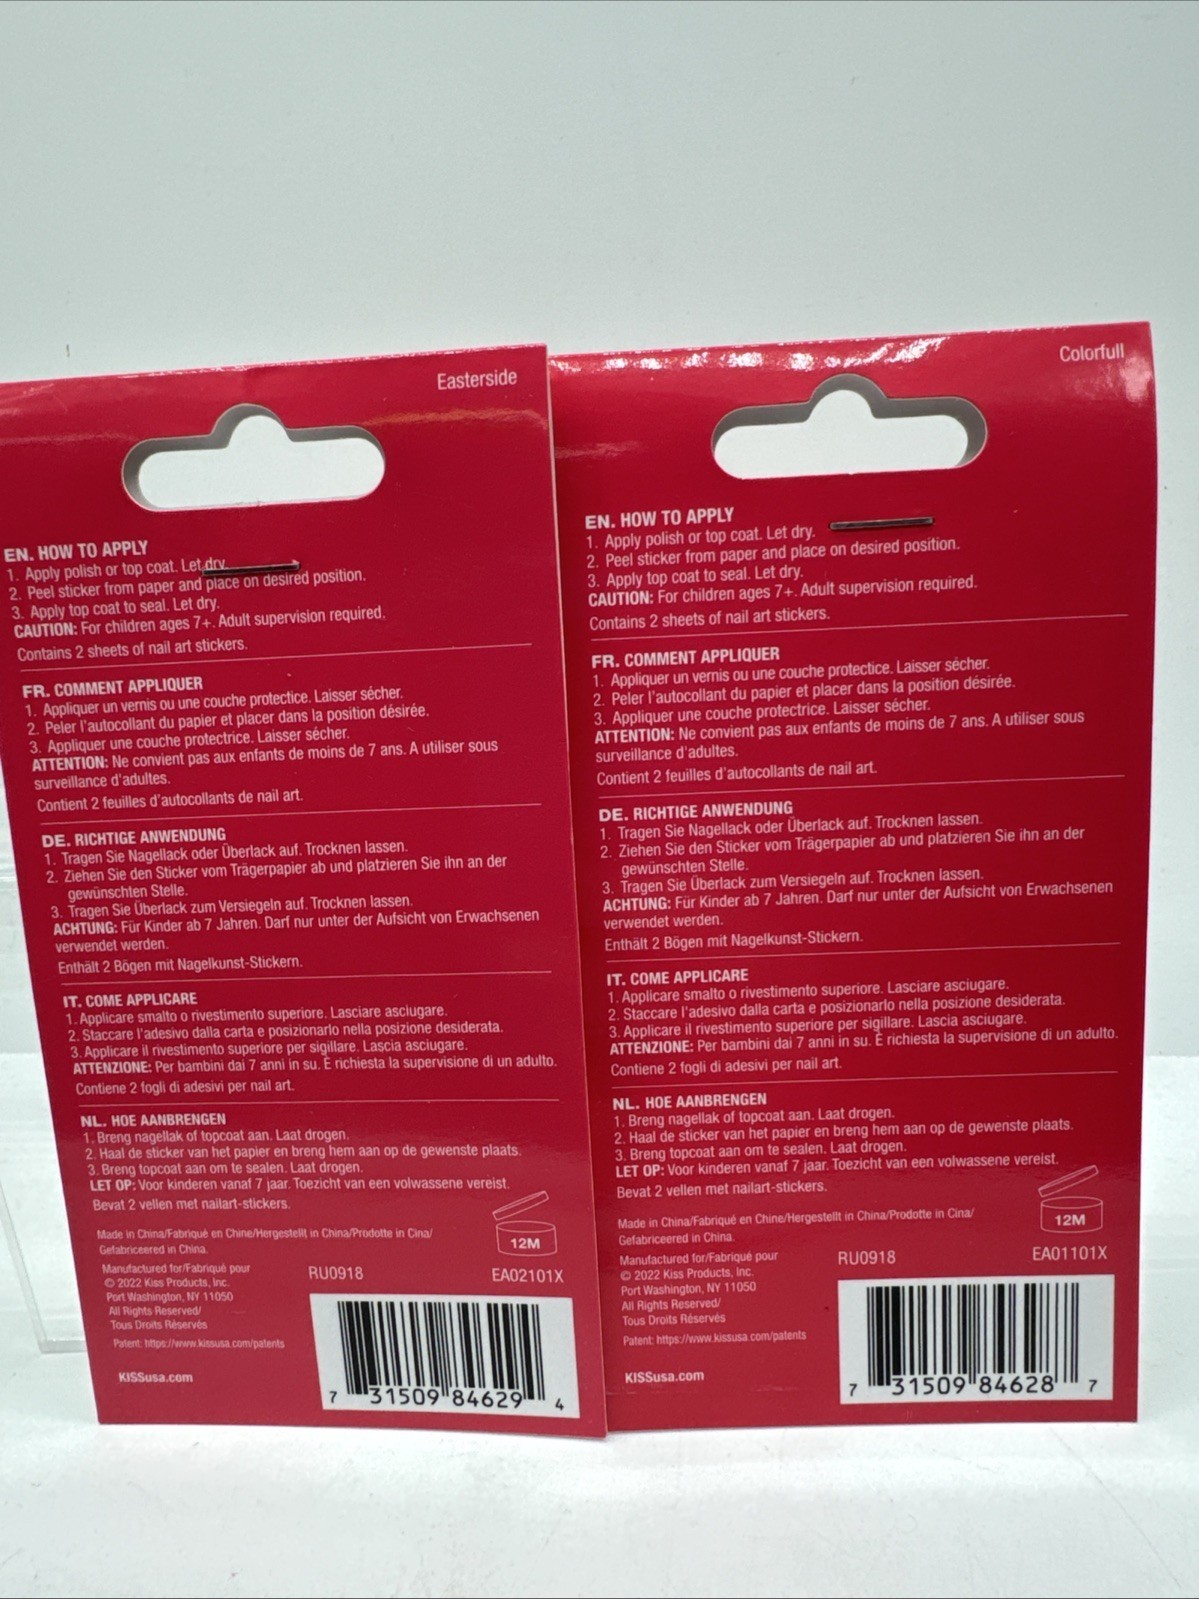 Easterside
EN. HOW TO APPLY
1. Apply polish or top coat. Let dry.
2. Peel sticker from paper and place on desired position.
3. Apply top coat to seal. Let dry.
CAUTION: For children ages 7+. Adult supervision required.
Contains 2 sheets of nail art stickers.
FR. COMMENT APPLIQUER
1. Appliquer un vernis ou une couche protectice. Laisser sécher.
2. Peler l'autocollant du papier et placer dans la position désirée.
3. Appliquer une couche protectrice. Laisser sécher.
ATTENTION: Ne convient pas aux enfants de moins de 7 ans. A utiliser sous
surveillance d'adultes.
Contient 2 feuilles d'autocollants de nail art.
DE. RICHTIGE ANWENDUNG
1. Tragen Sie Nagellack oder Überlack auf. Trocknen lassen.
2. Ziehen Sie den Sticker vom Trägerpapier ab und platzieren Sie ihn an der
gewünschten Stelle.
3. Tragen Sie Überlack zum Versiegeln auf. Trocknen lassen.
ACHTUNG: Für Kinder ab 7 Jahren. Darf nur unter der Aufsicht von Erwachsenen
verwendet werden.
Enthält 2 Bögen mit Nagelkunst-Stickern.
IT. COME APPLICARE
1. Applicare smalto o rivestimento superiore. Lasciare asciugare.
2. Staccare l'adesivo dalla carta e posizionarlo nella posizione desiderata.
3. Applicare il rivestimento superiore per sigillare. Lascia asciugare.
ATTENZIONE: Per bambini dai 7 anni in su. È richiesta la supervisione di un adulto.
Contiene 2 fogli di adesivi per nail art.
NL. HOE AANBRENGEN
1. Breng nagellak of topcoat aan. Laat drogen.
2. Haal de sticker van het papier en breng hem aan op de gewenste plaats.
3. Breng topcoat aan om te sealen. Laat drogen.
LET OP: Voor kinderen vanaf 7 jaar. Toezicht van een volwassene vereist.
Bevat 2 vellen met nailart-stickers.
Made in China/Fabriqué en Chine/Hergestellt in China/Prodotte in Cina/
Gefabriceerd in China.
12M
Manufactured for/Fabriqué pour
© 2022 Kiss Products, Inc.
Port Washington, NY 11050
All Rights Reserved/
Tous Droits Réservés
Patent: https://www.kissusa.com/patents
KISSusa.com
RU0918
EA02101X
7 31509 84629 4
Colorfull
EN. HOW TO APPLY
1. Apply polish or top coat. Let dry.
2. Peel sticker from paper and place on desired position.
3. Apply top coat to seal. Let dry.
CAUTION: For children ages 7+. Adult supervision required.
Contains 2 sheets of nail art stickers.
FR. COMMENT APPLIQUER
1. Appliquer un vernis ou une couche protectice. Laisser sécher.
2. Peler l'autocollant du papier et placer dans la position désirée.
3. Appliquer une couche protectrice. Laisser sécher.
ATTENTION: Ne convient pas aux enfants de moins de 7 ans. A utiliser sous
surveillance d'adultes.
Contient 2 feuilles d'autocollants de nail art.
DE. RICHTIGE ANWENDUNG
1. Tragen Sie Nagellack oder Überlack auf. Trocknen lassen.
2. Ziehen Sie den Sticker vom Trägerpapier ab und platzieren Sie ihn an der
gewünschten Stelle.
3. Tragen Sie Überlack zum Versiegeln auf. Trocknen lassen.
ACHTUNG: Für Kinder ab 7 Jahren. Darf nur unter der Aufsicht von Erwachsenen
verwendet werden.
Enthält 2 Bögen mit Nagelkunst-Stickern.
IT. COME APPLICARE
1. Applicare smalto o rivestimento superiore. Lasciare asciugare.
2. Staccare l'adesivo dalla carta e posizionarlo nella posizione desiderata.
3. Applicare il rivestimento superiore per sigillare. Lascia asciugare.
ATTENZIONE: Per bambini dai 7 anni in su. È richiesta la supervisione di un adulto.
Contiene 2 fogli di adesivi per nail art.
NL. HOE AANBRENGEN
1. Breng nagellak of topcoat aan. Laat drogen.
2. Haal de sticker van het papier en breng hem aan op de gewenste plaats.
3. Breng topcoat aan om te sealen. Laat drogen.
LET OP: Voor kinderen vanaf 7 jaar. Toezicht van een volwassene vereist.
Bevat 2 vellen met nailart-stickers.
Made in China/Fabriqué en Chine/Hergestellt in China/Prodotte in Cina/
Gefabriceerd in China.
12M
Manufactured for/Fabriqué pour
© 2022 Kiss Products, Inc.
Port Washington, NY 11050
All Rights Reserved/
Tous Droits Réservés
Patent: https://www.kissusa.com/patents
KISSusa.com
RU0918
EA01101X
7 31509 84628 7